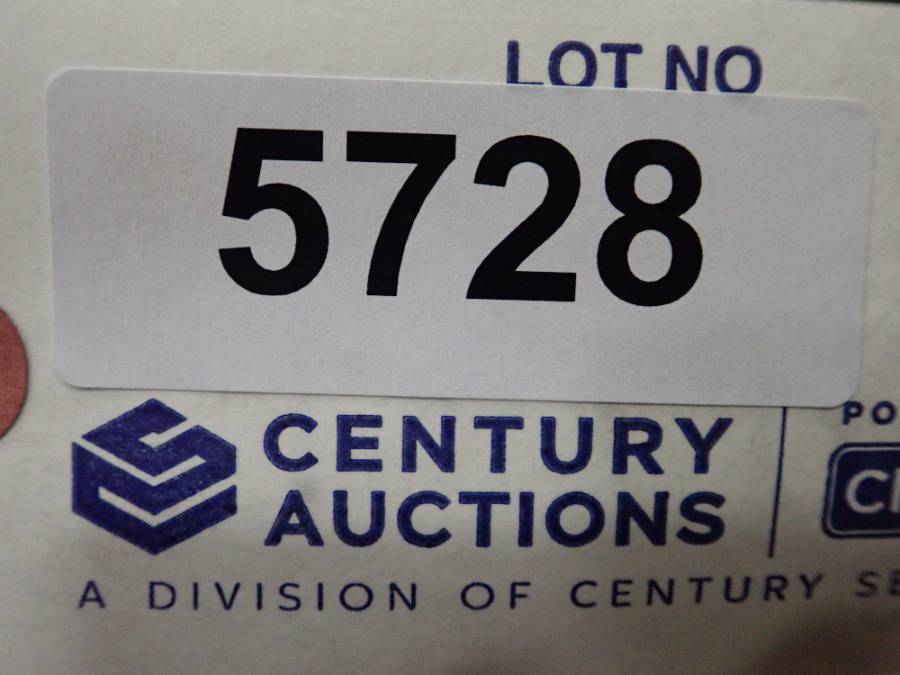 LOT NO
5728
CENTURY
AUCTIONS
A DIVISION OF CENTURY